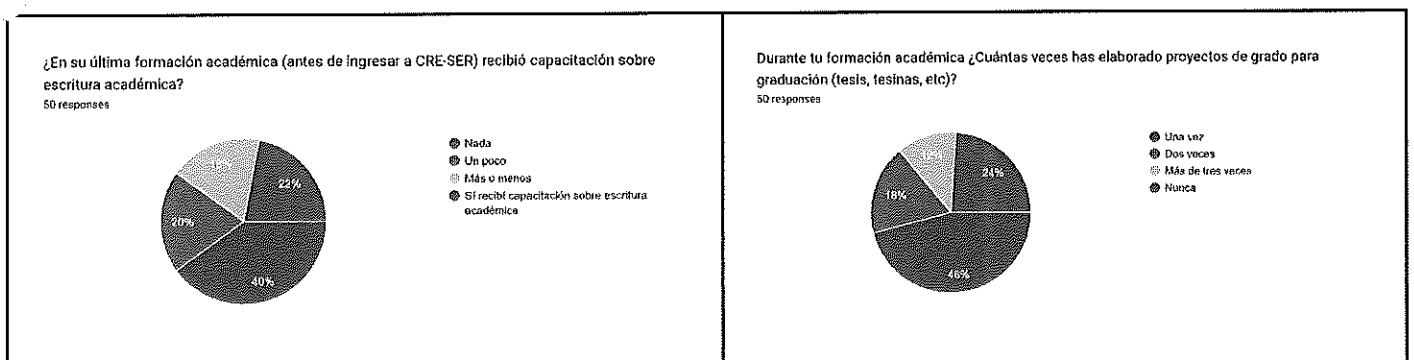 ¿En su última formación académica (antes de ingresar a CRE-SER) recibió capacitación sobre
escritura académica?
50 responses
22%
20%
40%
Nada
Un poco
Más o menos
Sí recibí capacitación sobre escritura
académica
Durante tu formación académica ¿Cuántas veces has elaborado proyectos de grado para
graduación (tesis, tesinas, etc)?
50 responses
24%
18%
46%
Una vez
Dos veces
Más de tres veces
Nunca